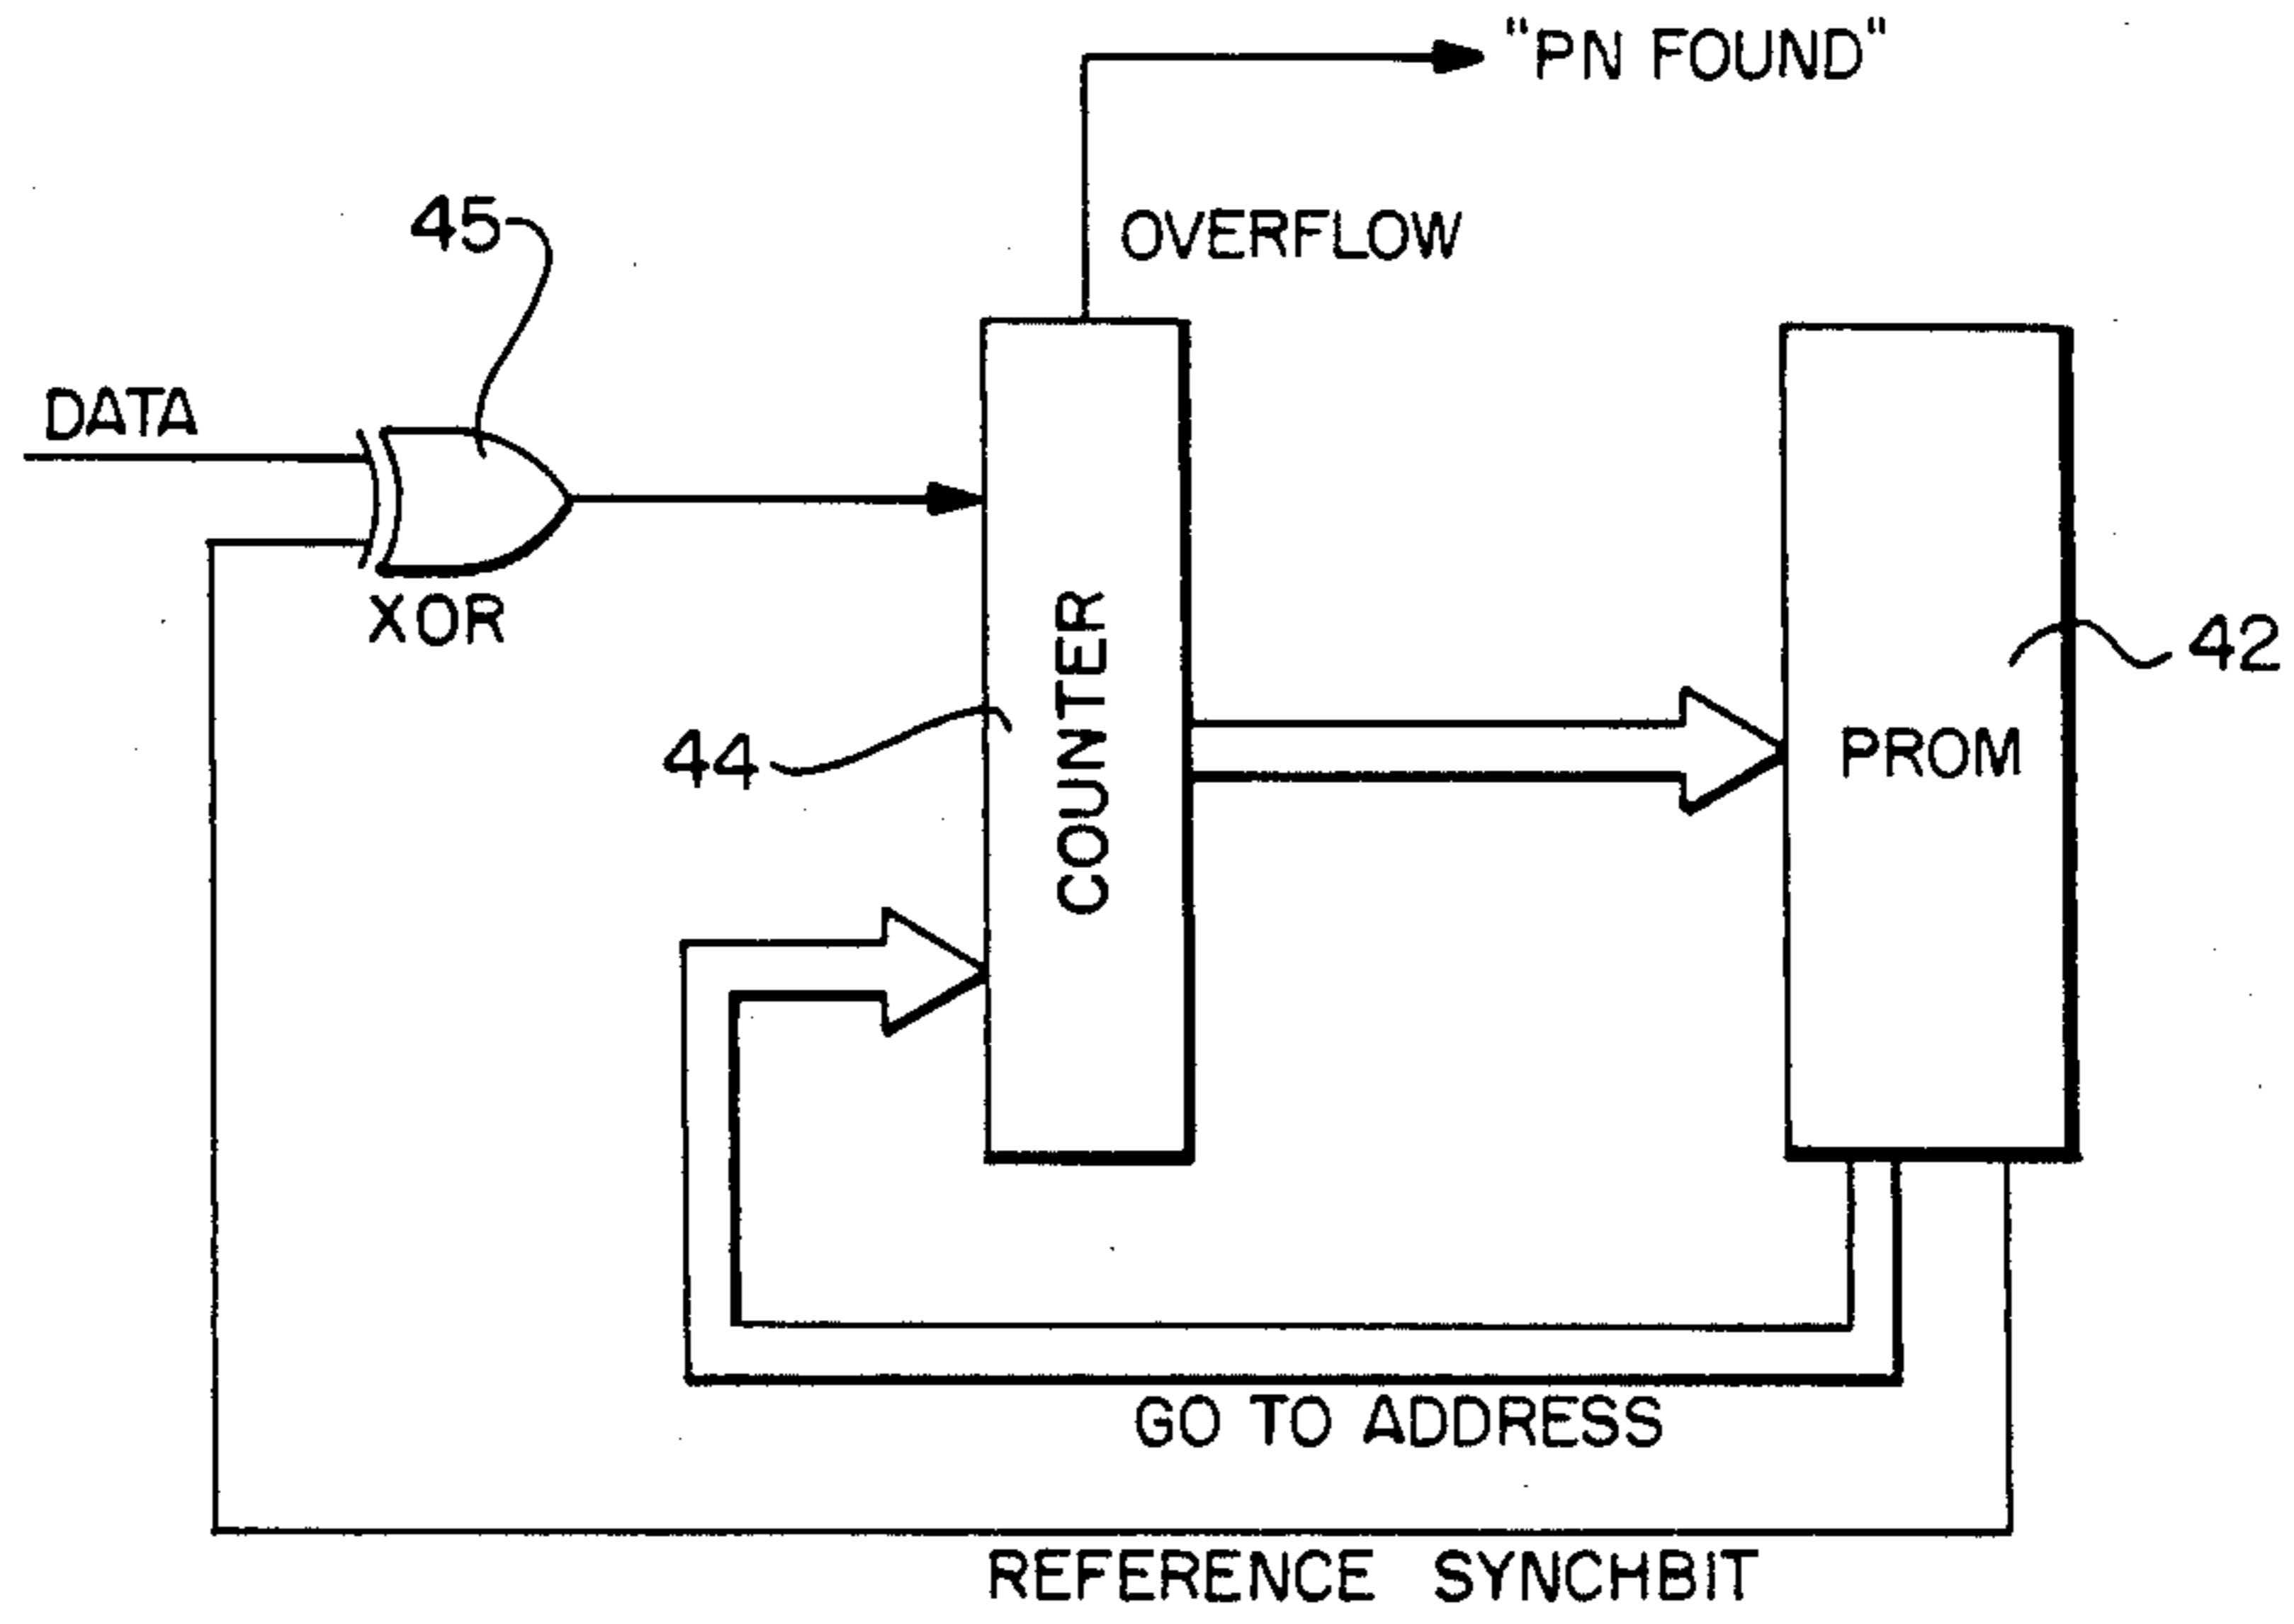 "PN FOUND"
45
OVERFLOW
DATA
XOR
COUNTER
42
44
PROM
GO TO ADDRESS
REFERENCE SYNCHBIT